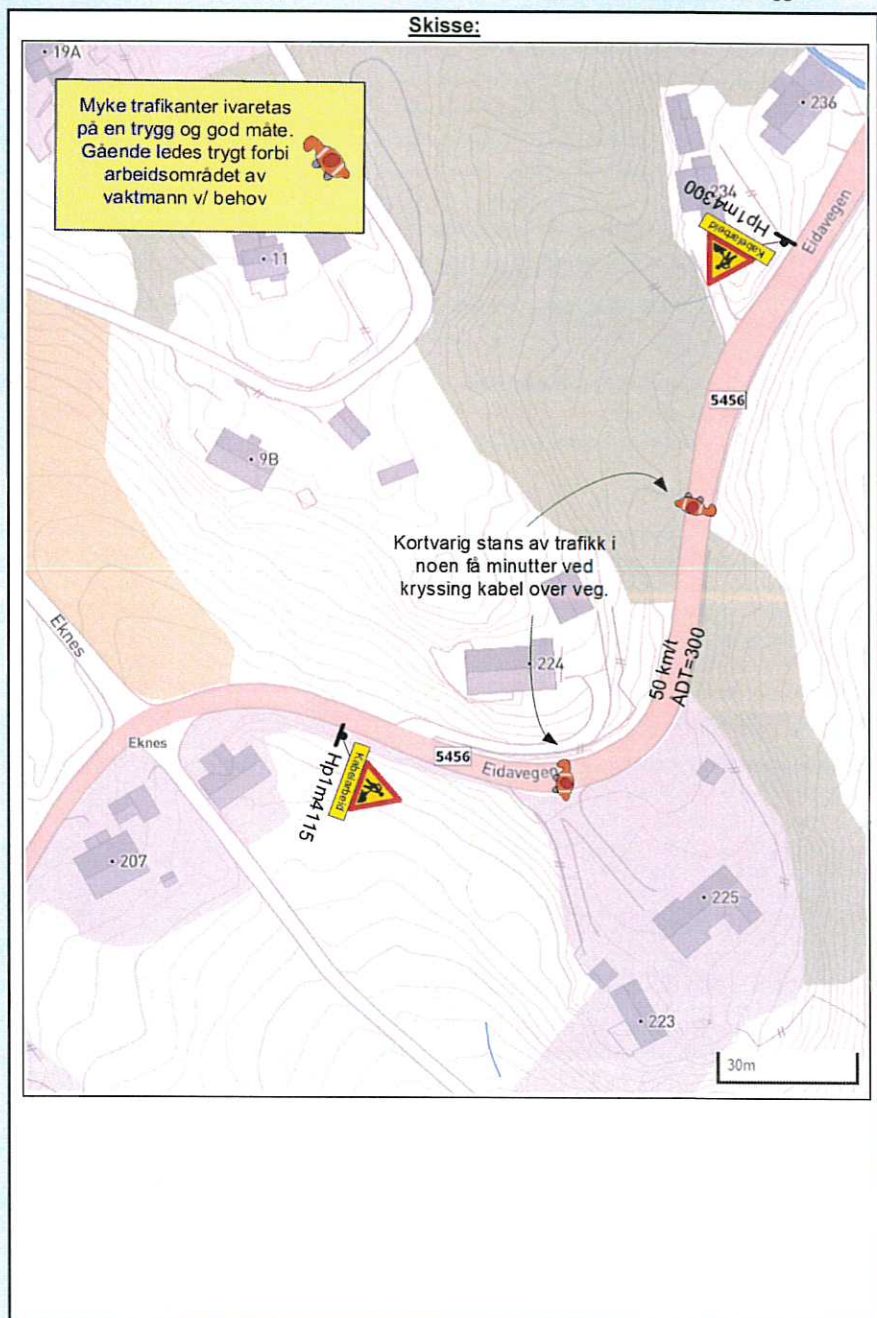 Skisse:
19A
Myke trafikanter ivaretas
på en trygg og god måte.
Gående ledes trygt forbi
arbeidsområdet av
vaktmann v/ behov
236
234
Hp1m4300
Kabelarbeid
Eidavegen
11
5456
9B
Kortvarig stans av trafikk i
noen få minutter ved
kryssing kabel over veg.
Eknes
224
50 km/t
ÅDT=300
Eknes
5456
Eidavegen
Kabelarbeid
Hp1m4115
207
225
223
30m